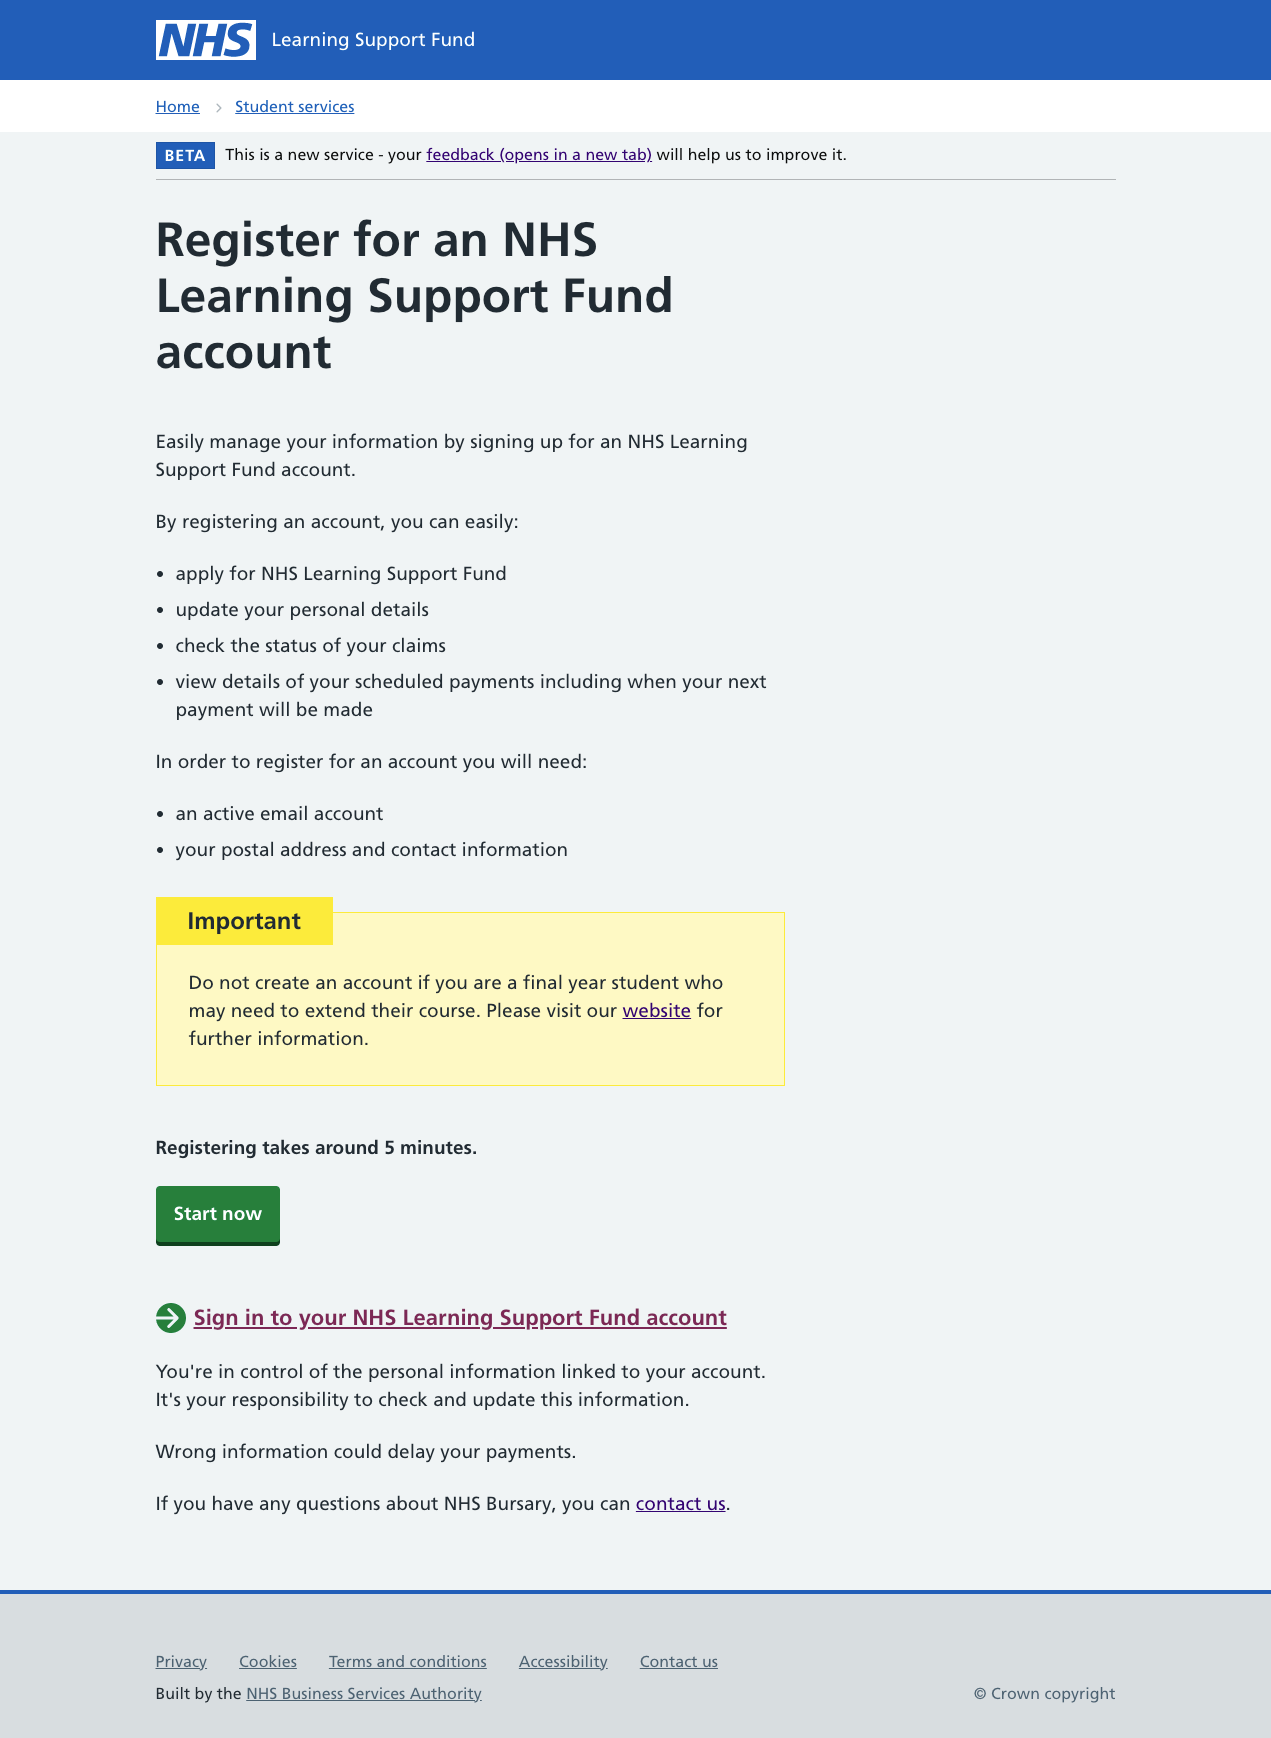 NHS Learning Support Fund
Home > Student services
BETA This is a new service - your feedback (opens in a new tab) will help us to improve it.
Register for an NHS
Learning Support Fund
account
Easily manage your information by signing up for an NHS Learning
Support Fund account.
By registering an account, you can easily:
• apply for NHS Learning Support Fund
• update your personal details
• check the status of your claims
• view details of your scheduled payments including when your next
payment will be made
In order to register for an account you will need:
• an active email account
• your postal address and contact information
Important
Do not create an account if you are a final year student who
may need to extend their course. Please visit our website for
further information.
Registering takes around 5 minutes.
Start now
Sign in to your NHS Learning Support Fund account
You're in control of the personal information linked to your account.
It's your responsibility to check and update this information.
Wrong information could delay your payments.
If you have any questions about NHS Bursary, you can contact us.
Privacy Cookies Terms and conditions Accessibility Contact us
Built by the NHS Business Services Authority © Crown copyright